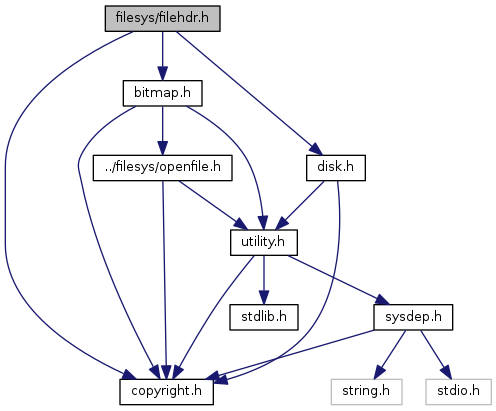 filesys/filehdr.h
bitmap.h
../filesys/openfile.h
disk.h
utility.h
stdlib.h
sysdep.h
copyright.h
string.h
stdio.h